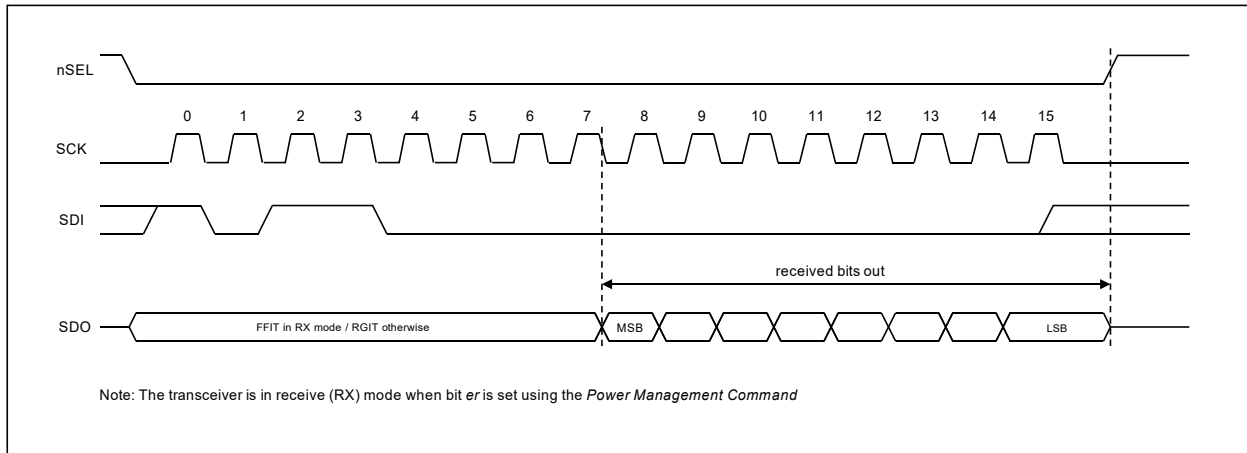 nSEL
0 1 2 3 4 5 6 7 8 9 10 11 12 13 14 15
SCK
SDI
received bits out
SDO
FFIT in RX mode / RGIT otherwise
MSB
LSB
Note: The transceiver is in receive (RX) mode when bit er is set using the Power Management Command